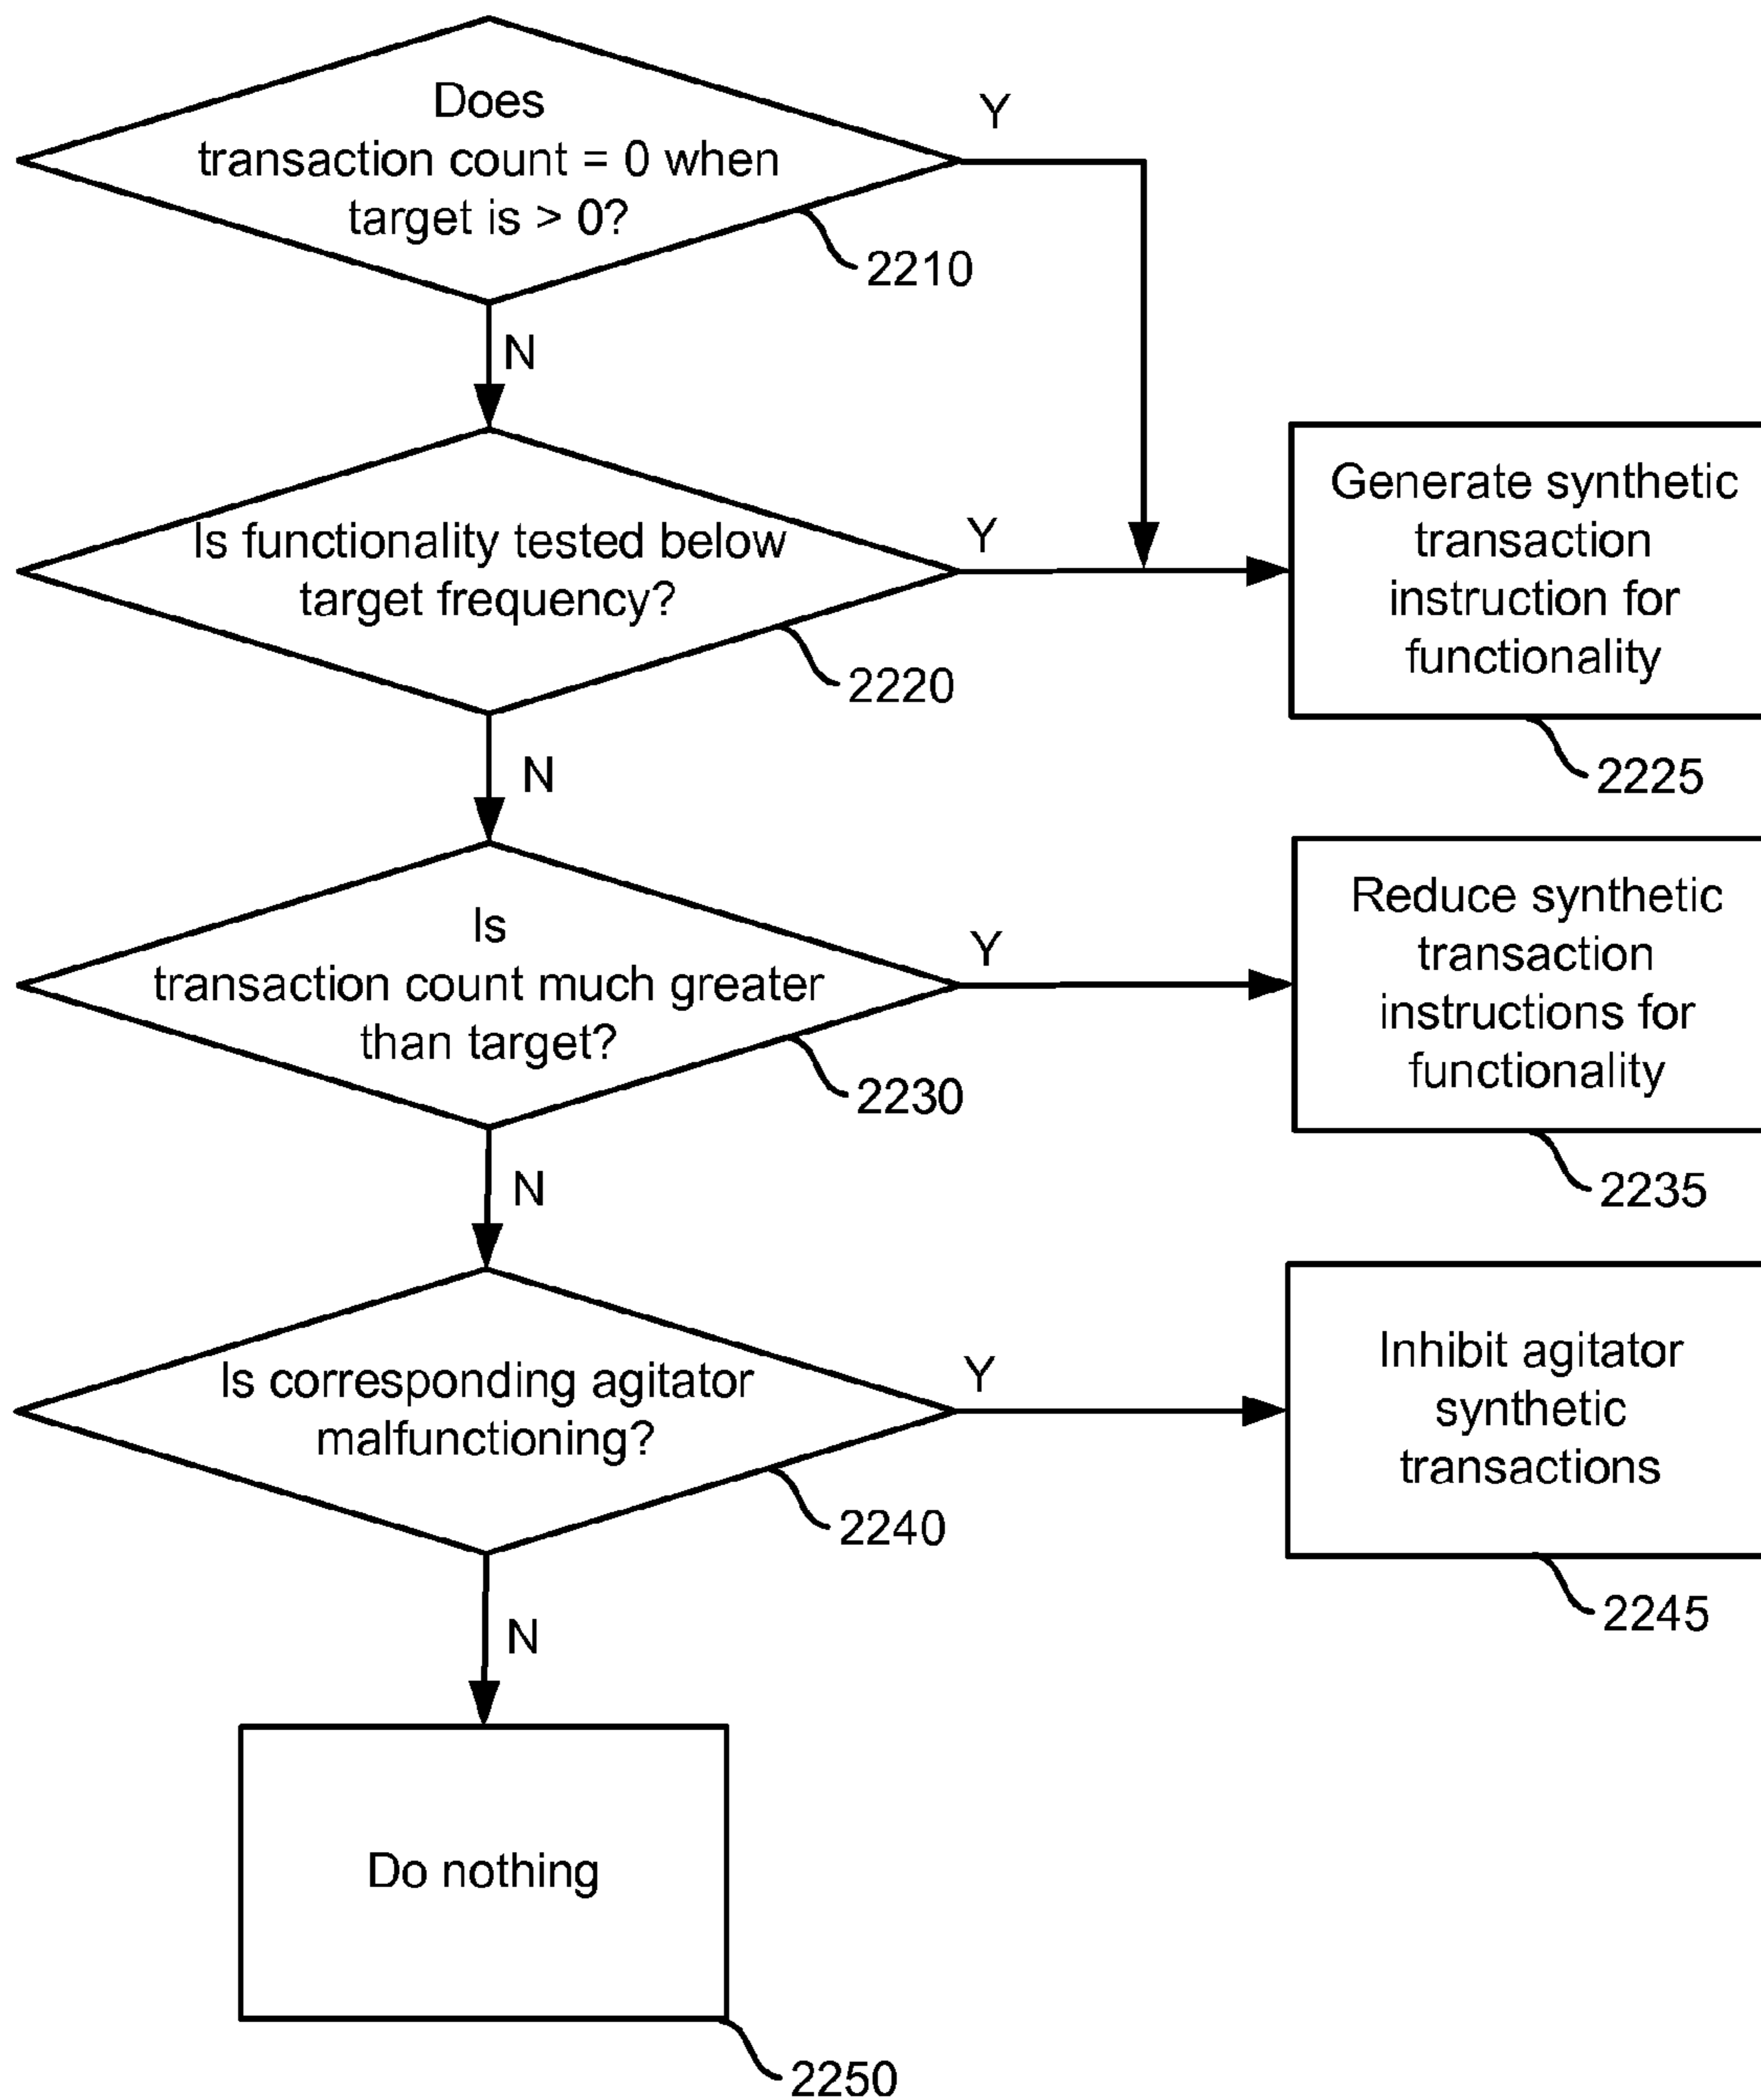 Does
transaction count = 0 when
target is > 0?
Y
2210
N
Is functionality tested below
target frequency?
Y
2220
Generate synthetic
transaction
instruction for
functionality
2225
N
Is
transaction count much greater
than target?
Y
2230
Reduce synthetic
transaction
instructions for
functionality
2235
N
Is corresponding agitator
malfunctioning?
Y
2240
Inhibit agitator
synthetic
transactions
2245
N
Do nothing
2250